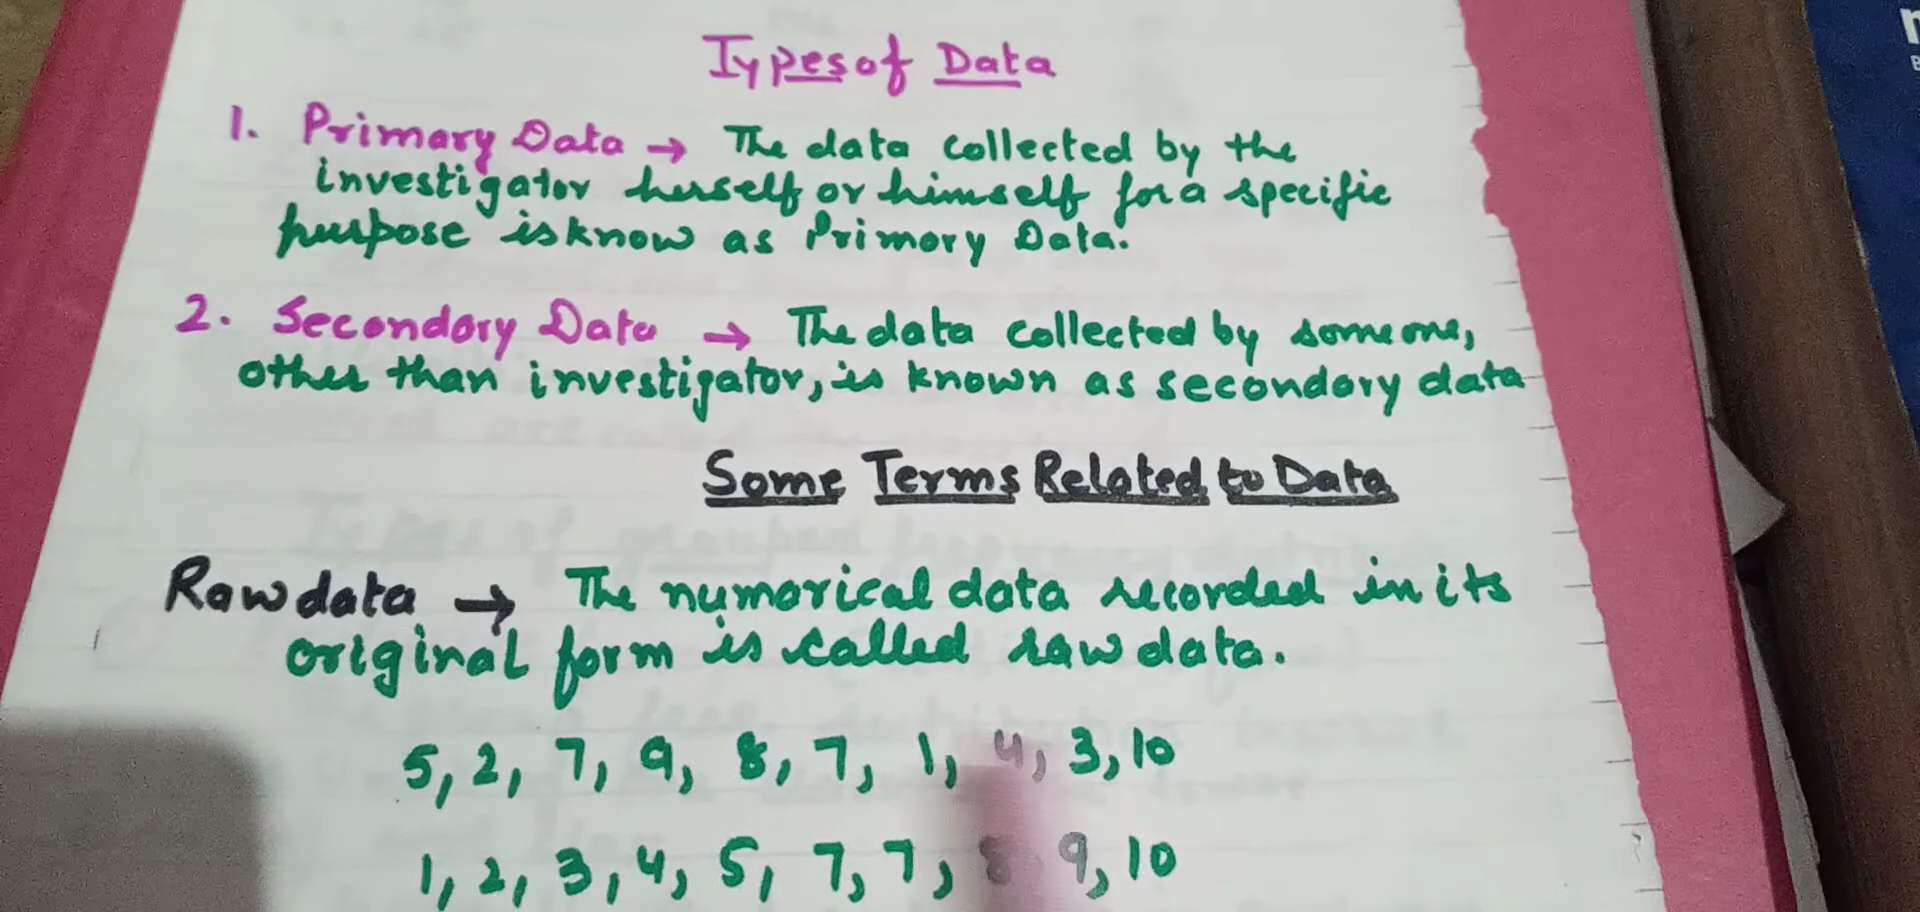 Types of Data
1. Primary Data → The data collected by the
investigator herself or himself for a specific
purpose is know as Primary Data.
2. Secondary Data → The data collected by someone,
other than investigator, is known as secondary data
Some Terms Related to Data
Raw data → The numorical data recorded in its
original form is called raw data.
5, 2, 7, 9, 8, 7, 1, 4, 3, 10
1, 2, 3, 4, 5, 7, 7, 8 9, 10